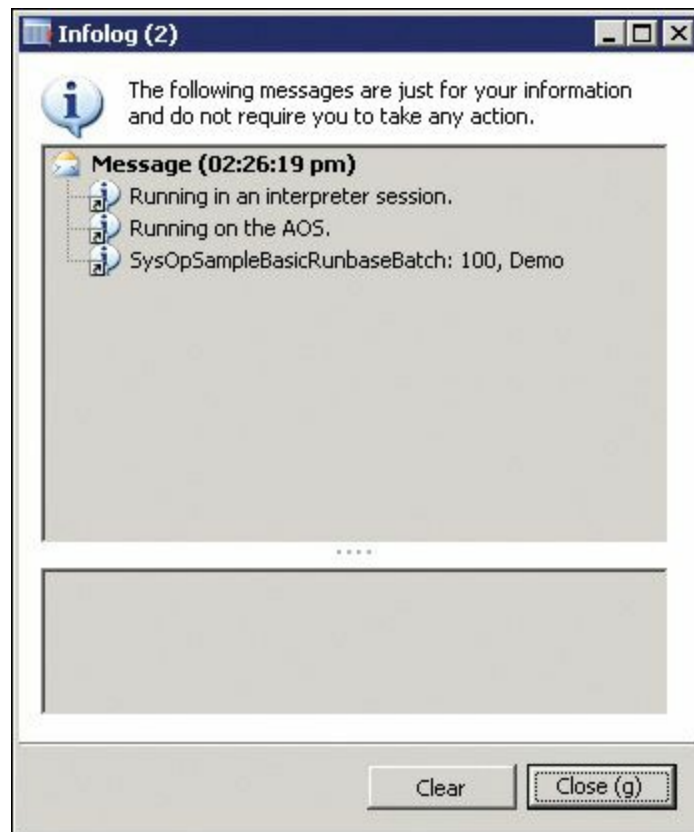 Infolog (2)
The following messages are just for your information
and do not require you to take any action.
Message (02:26:19 pm)
Running in an interpreter session.
Running on the AOS.
SysOpSampleBasicRunbaseBatch: 100, Demo
Clear
Close (g)